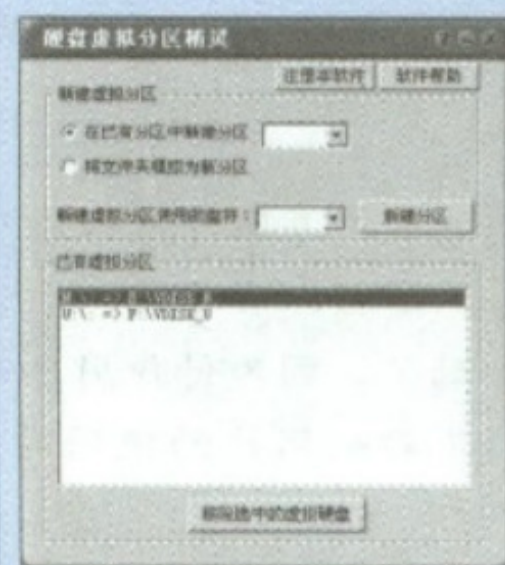 硬盘虚拟分区精灵
注册本软件 软件帮助
新建虚拟分区
在已有分区中新建分区
将文件夹模拟为新分区
新建虚拟分区使用的盘符：
新建分区
已有虚拟分区
U:\: => F:\VDISK_U
删除选中的虚拟硬盘